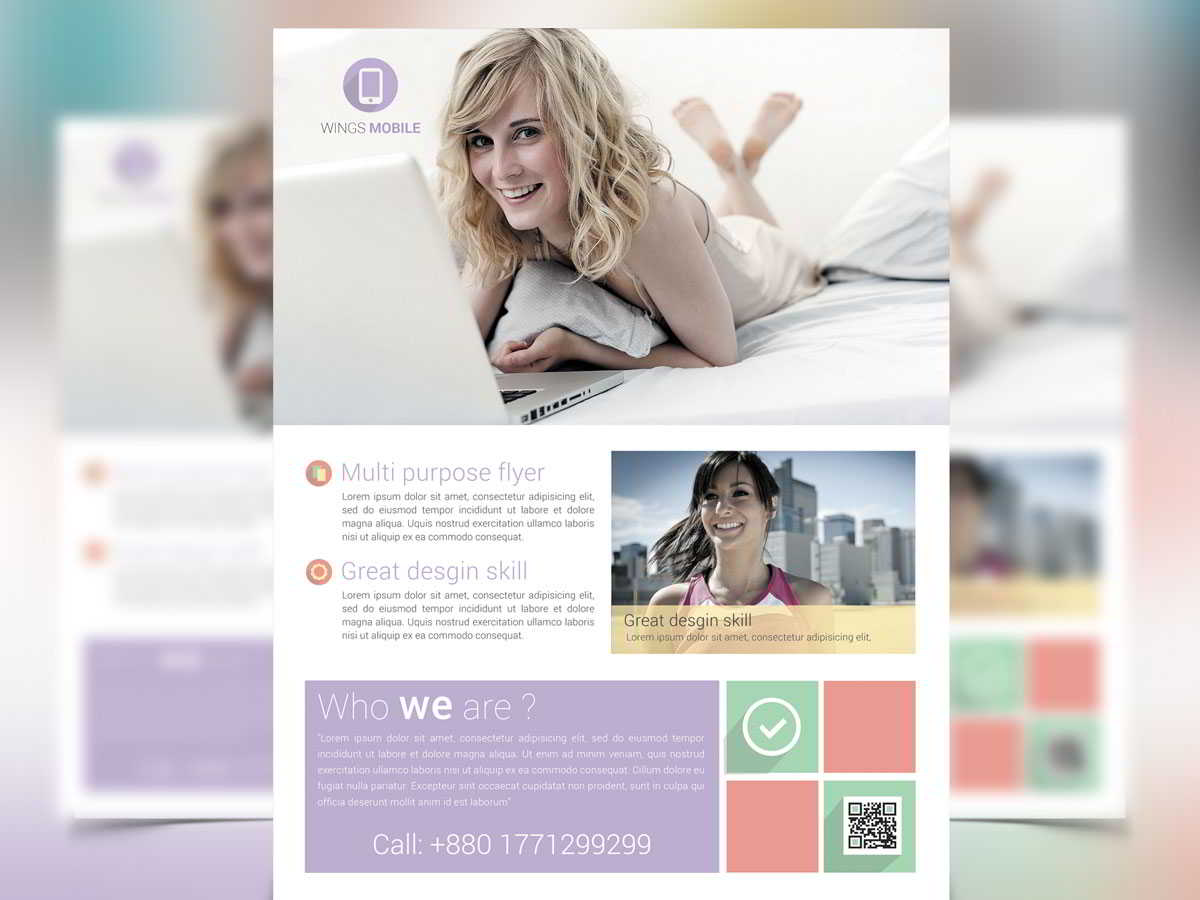 WINGS MOBILE
Multi purpose flyer
Lorem ipsum dolor sit amet, consectetur adipisicing elit,
sed do eiusmod tempor incididunt ut labore et dolore
magna aliqua. Uquis nostrud exercitation ullamco laboris
nisi ut aliquip ex ea commodo consequat.
Great desgin skill
Lorem ipsum dolor sit amet, consectetur adipisicing elit,
sed do eiusmod tempor incididunt ut labore et dolore
magna aliqua. Uquis nostrud exercitation ullamco laboris
nisi ut aliquip ex ea commodo consequat.
Great desgin skill
Lorem ipsum dolor sit amet, consectetur adipisicing elit,
Who we are ?
"Lorem ipsum dolor sit amet, consectetur adipisicing elit, sed do eiusmod tempor
incididunt ut labore et dolore magna aliqua. Ut enim ad minim veniam, quis nostrud
exercitation ullamco laboris nisi ut aliquip ex ea commodo consequat. Cillum dolore eu
fugiat nulla pariatur. Excepteur sint occaecat cupidatat non proident, sunt in culpa qui
officia deserunt mollit anim id est laborum"
Call: +880 1771299299